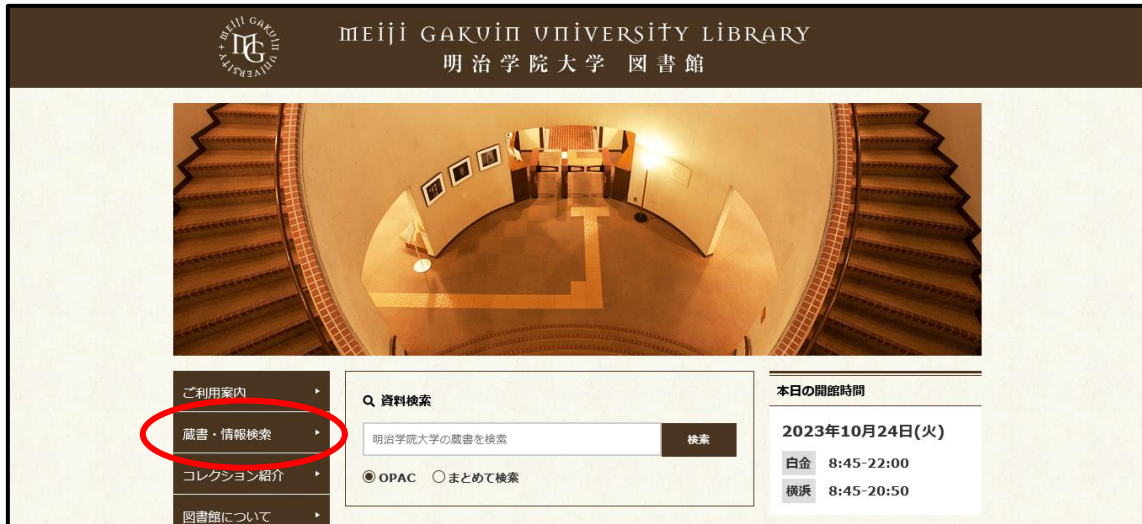 MEIJI GAKUIN UNIVERSITY
MEIJI GAKUIN UNIVERSITY LIBRARY
明治学院大学 図書館
ご利用案内
蔵書・情報検索
コレクション紹介
図書館について
資料検索
明治学院大学の蔵書を検索
検索
OPAC まとめて検索
本日の開館時間
2023年10月24日(火)
白金 8:45-22:00
横浜 8:45-20:50